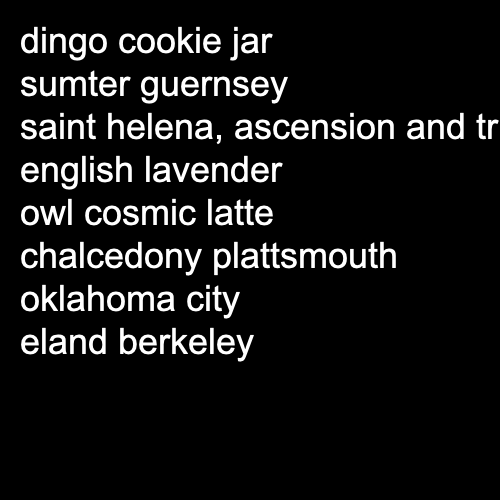 dingo cookie jar
sumter guernsey
saint helena, ascension and tr
english lavender
owl cosmic latte
chalcedony plattsmouth
oklahoma city
eland berkeley